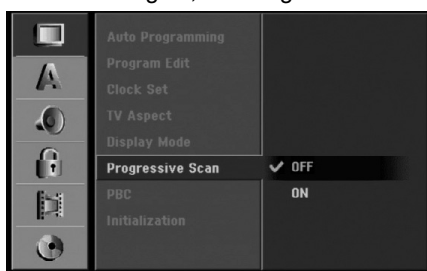 Auto Programming
Program Edit
Clock Set
TV Aspect
Display Mode
Progressive Scan ✔ OFF
PBC ON
Initialization